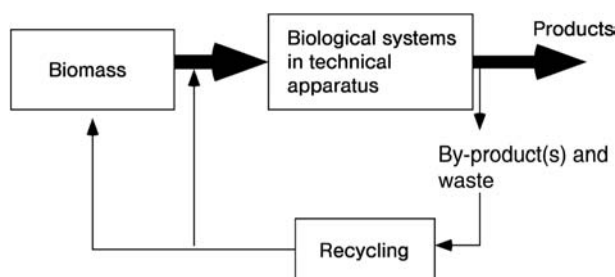 Products
Biomass
Biological systems
in technical
apparatus
By-product(s) and
waste
Recycling